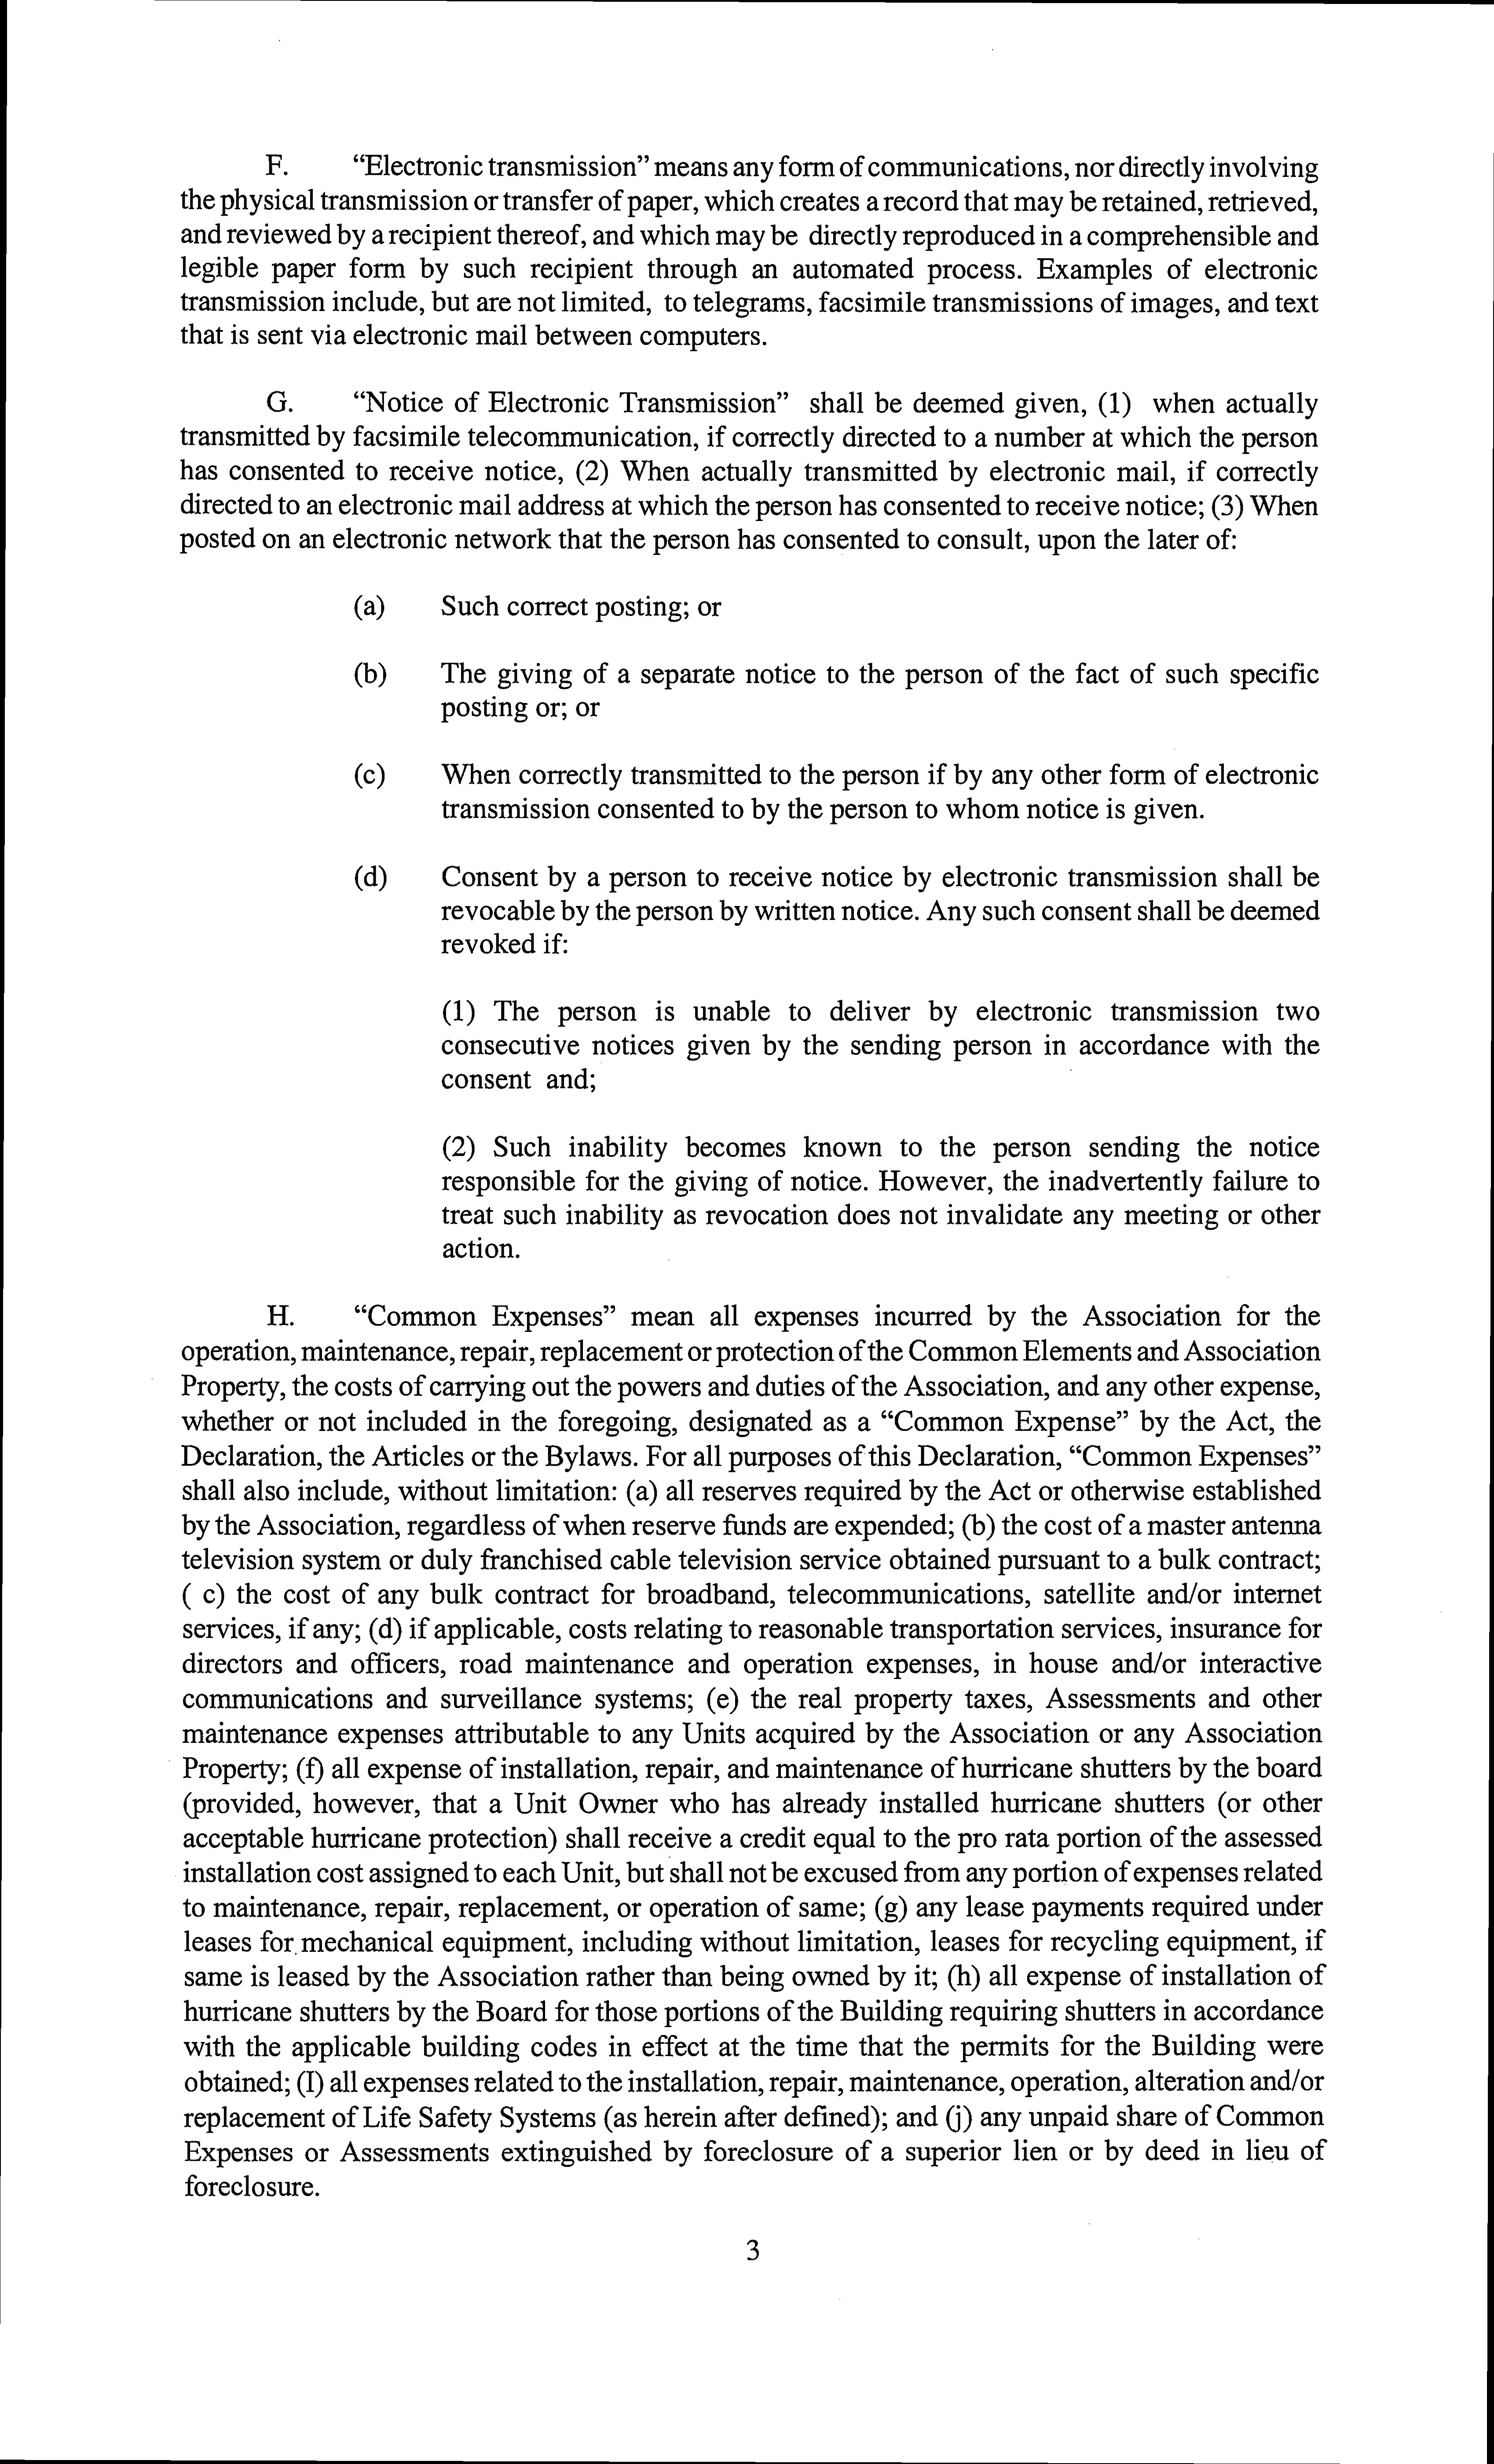 F. “Electronic transmission” means any form of communications, nor directly involving
the physical transmission or transfer of paper, which creates a record that may be retained, retrieved,
and reviewed by a recipient thereof, and which may be directly reproduced in a comprehensible and
legible paper form by such recipient through an automated process. Examples of electronic
transmission include, but are not limited, to telegrams, facsimile transmissions of images, and text
that is sent via electronic mail between computers.
G. “Notice of Electronic Transmission” shall be deemed given, (1) when actually
transmitted by facsimile telecommunication, if correctly directed to a number at which the person
has consented to receive notice, (2) When actually transmitted by electronic mail, if correctly
directed to an electronic mail address at which the person has consented to receive notice; (3) When
posted on an electronic network that the person has consented to consult, upon the later of:
(a) Such correct posting; or
(b) The giving of a separate notice to the person of the fact of such specific
posting or; or
(c) When correctly transmitted to the person if by any other form of electronic
transmission consented to by the person to whom notice is given.
(d) Consent by a person to receive notice by electronic transmission shall be
revocable by the person by written notice. Any such consent shall be deemed
revoked if:
(1) The person is unable to deliver by electronic transmission two
consecutive notices given by the sending person in accordance with the
consent and;
(2) Such inability becomes known to the person sending the notice
responsible for the giving of notice. However, the inadvertently failure to
treat such inability as revocation does not invalidate any meeting or other
action.
H. “Common Expenses” mean all expenses incurred by the Association for the
operation, maintenance, repair, replacement or protection of the Common Elements and Association
Property, the costs of carrying out the powers and duties of the Association, and any other expense,
whether or not included in the foregoing, designated as a “Common Expense” by the Act, the
Declaration, the Articles or the Bylaws. For all purposes of this Declaration, “Common Expenses”
shall also include, without limitation: (a) all reserves required by the Act or otherwise established
by the Association, regardless of when reserve funds are expended; (b) the cost of a master antenna
television system or duly franchised cable television service obtained pursuant to a bulk contract;
( c) the cost of any bulk contract for broadband, telecommunications, satellite and/or internet
services, if any; (d) if applicable, costs relating to reasonable transportation services, insurance for
directors and officers, road maintenance and operation expenses, in house and/or interactive
communications and surveillance systems; (e) the real property taxes, Assessments and other
maintenance expenses attributable to any Units acquired by the Association or any Association
Property; (f) all expense of installation, repair, and maintenance of hurricane shutters by the board
(provided, however, that a Unit Owner who has already installed hurricane shutters (or other
acceptable hurricane protection) shall receive a credit equal to the pro rata portion of the assessed
installation cost assigned to each Unit, but shall not be excused from any portion of expenses related
to maintenance, repair, replacement, or operation of same; (g) any lease payments required under
leases for mechanical equipment, including without limitation, leases for recycling equipment, if
same is leased by the Association rather than being owned by it; (h) all expense of installation of
hurricane shutters by the Board for those portions of the Building requiring shutters in accordance
with the applicable building codes in effect at the time that the permits for the Building were
obtained; (I) all expenses related to the installation, repair, maintenance, operation, alteration and/or
replacement of Life Safety Systems (as herein after defined); and (j) any unpaid share of Common
Expenses or Assessments extinguished by foreclosure of a superior lien or by deed in lieu of
foreclosure.
3